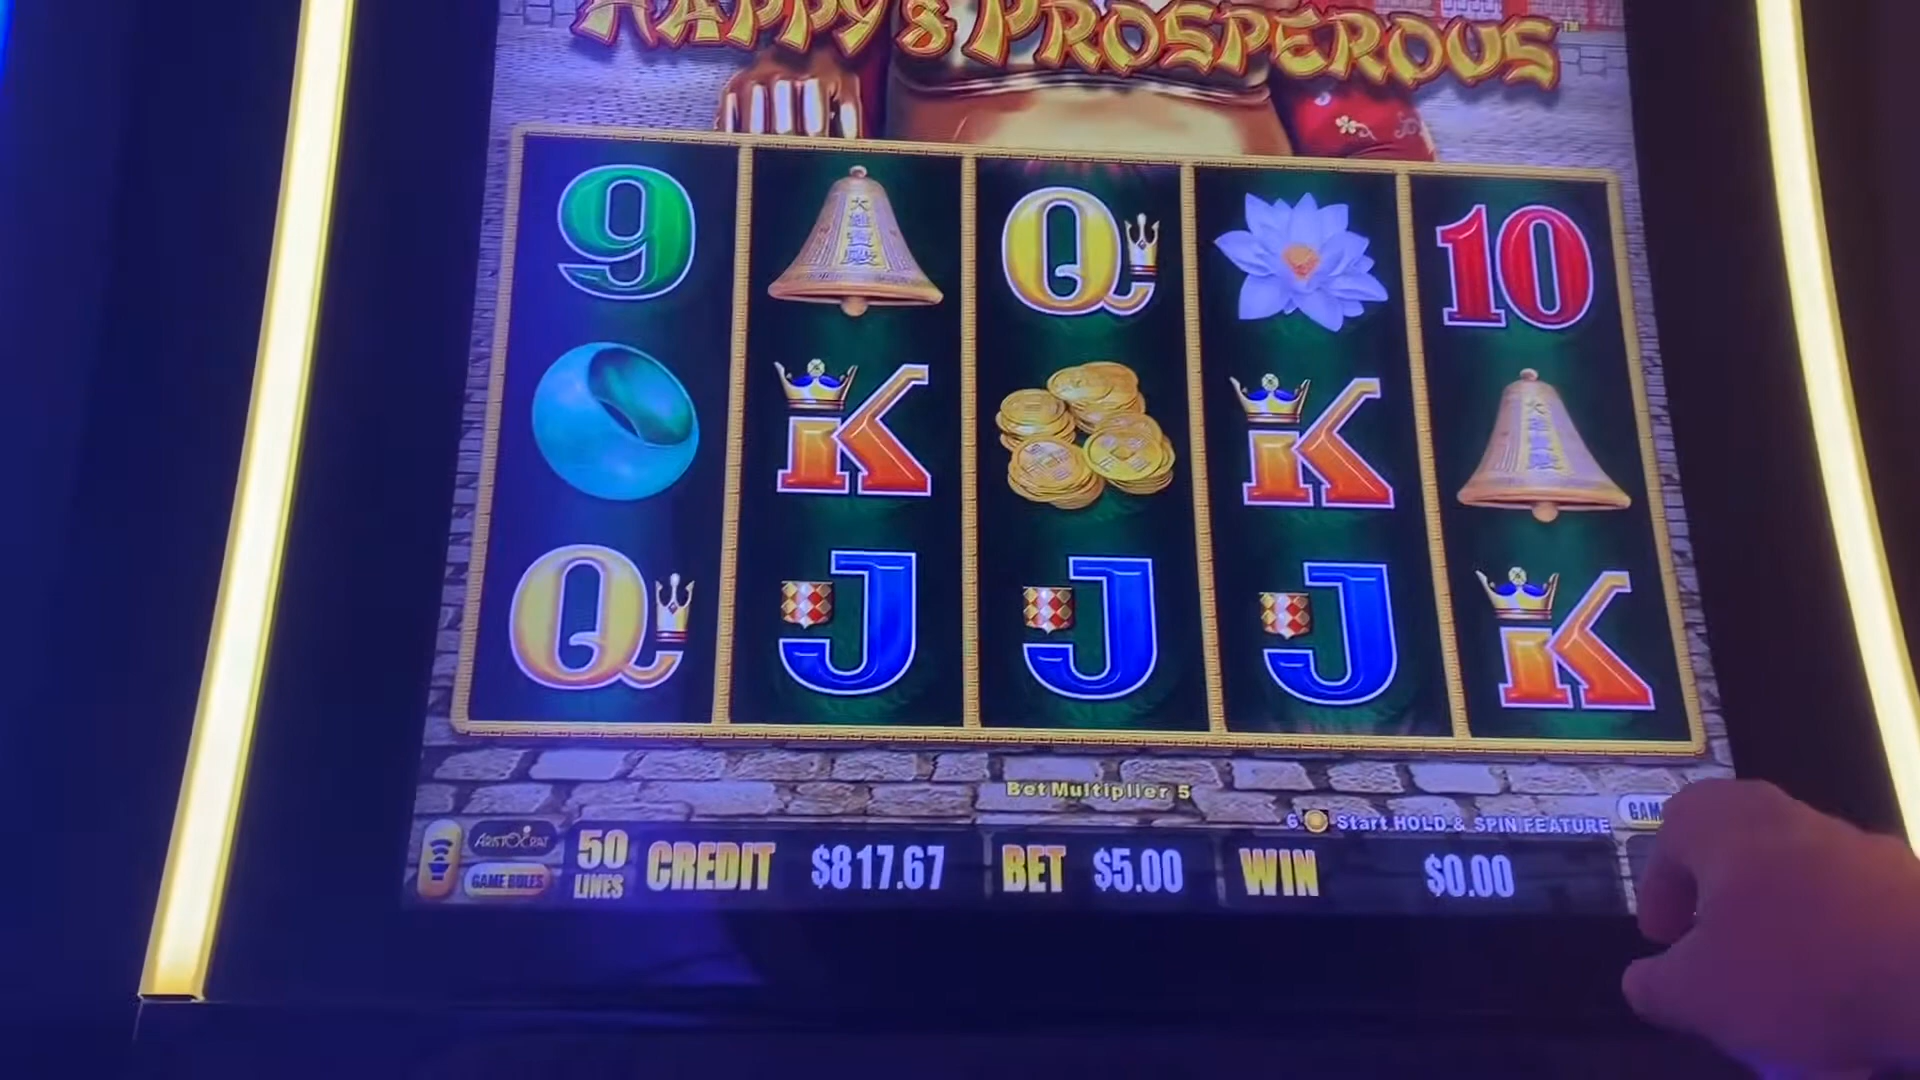 HAPPY & PROSPEROUS™
9 Q 10
K K
Q J J J K
Bet Multiplier 5
6 Start HOLD & SPIN FEATURE
ARISTOCRAT
GAME RULES
50 LINES
CREDIT $817.67
BET $5.00
WIN $0.00